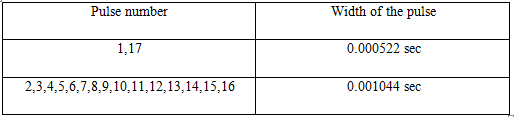 Pulse number Width of the pulse
1,17 0.000522 sec
2,3,4,5,6,7,8,9,10,11,12,13,14,15,16 0.001044 sec